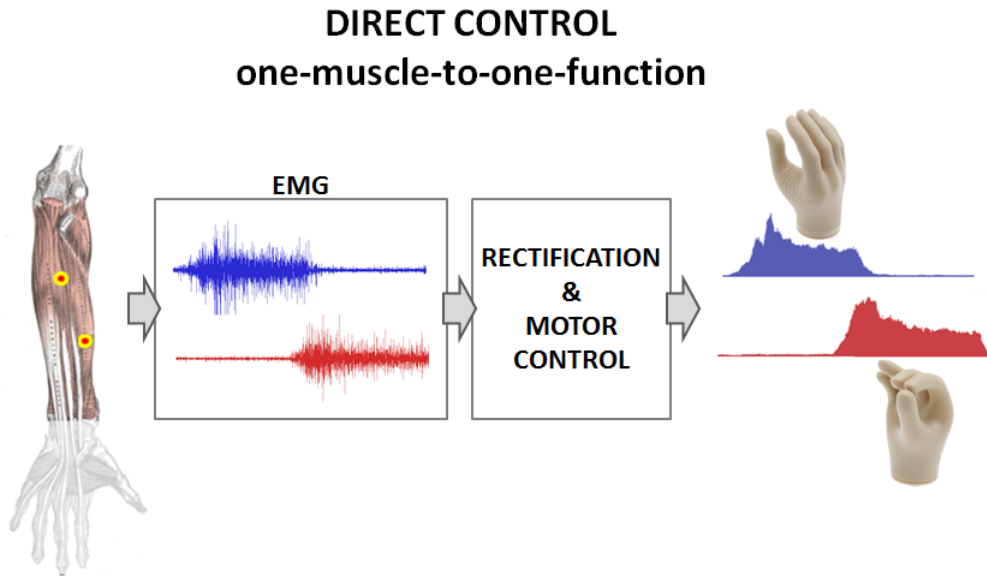 DIRECT CONTROL
one-muscle-to-one-function
EMG
RECTIFICATION
&
MOTOR
CONTROL